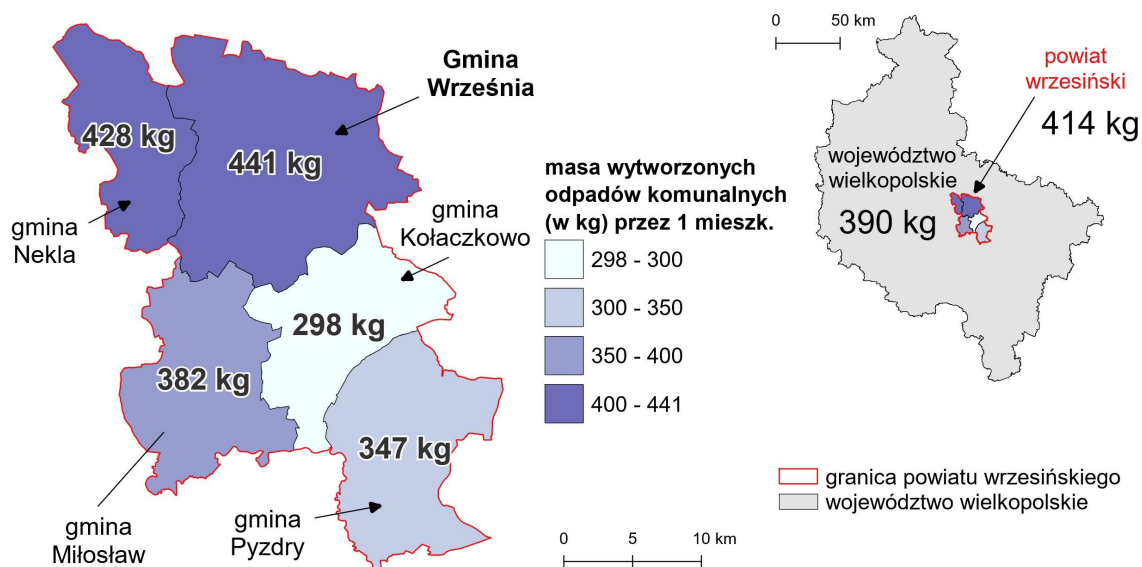 Gmina
Września
428 kg
441 kg
gmina
Nekla
gmina
Kołaczkowo
298 kg
382 kg
347 kg
gmina
Miłosław
gmina
Pyzdry
masa wytworzonych
odpadów komunalnych
(w kg) przez 1 mieszk.
298 - 300
300 - 350
350 - 400
400 - 441
0 5 10 km
0 50 km
powiat
wrzesiński
414 kg
województwo
wielkopolskie
390 kg
granica powiatu wrzesińskiego
województwo wielkopolskie